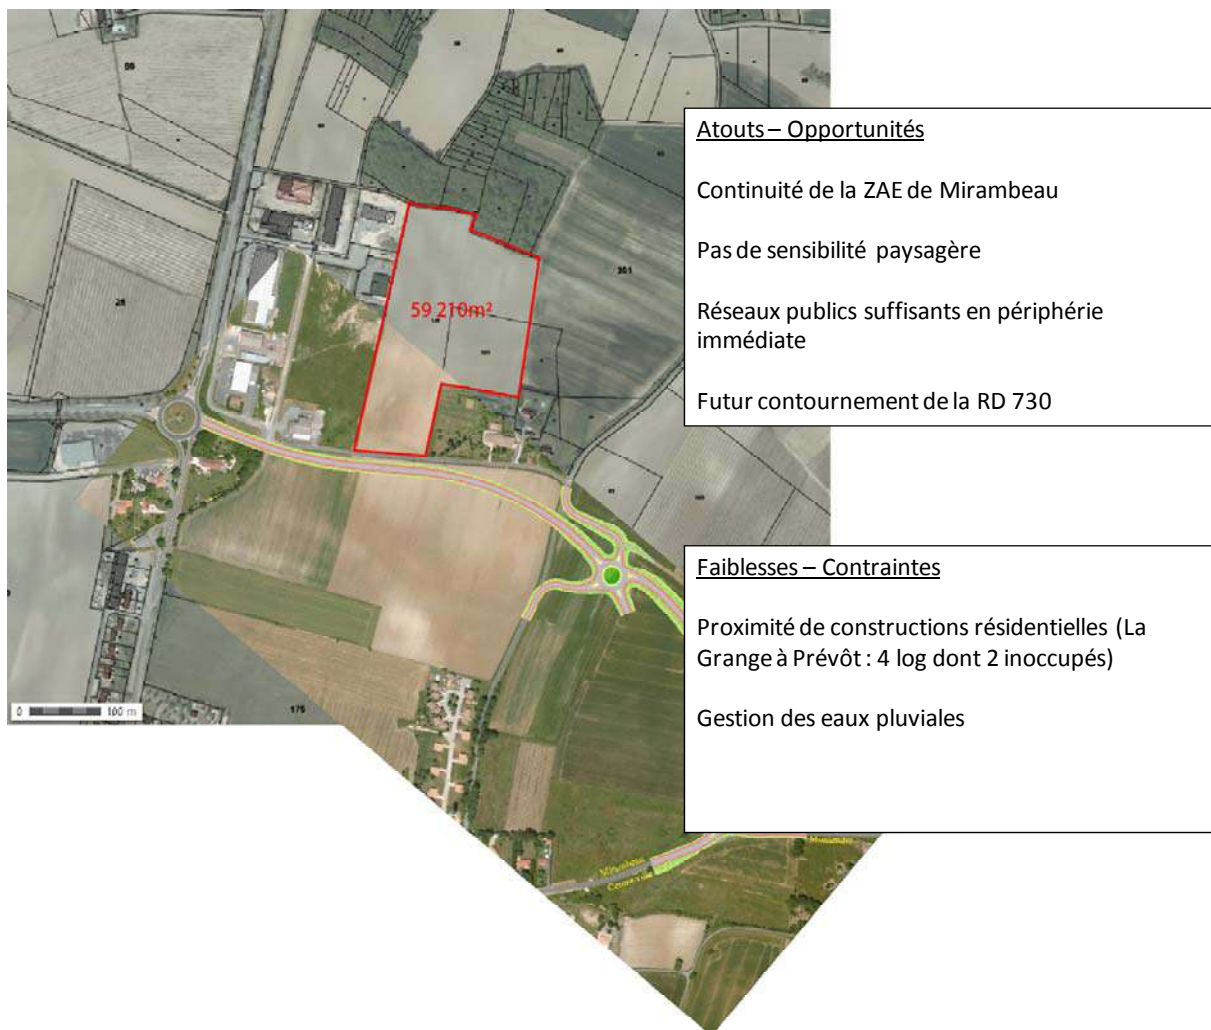 Atouts – Opportunités
Continuité de la ZAE de Mirambeau
Pas de sensibilité paysagère
Réseaux publics suffisants en périphérie
immédiate
Futur contournement de la RD 730
59 210m²
301
176
0 100 m
Faiblesses – Contraintes
Proximité de constructions résidentielles (La
Grange à Prévôt : 4 log dont 2 inoccupés)
Gestion des eaux pluviales